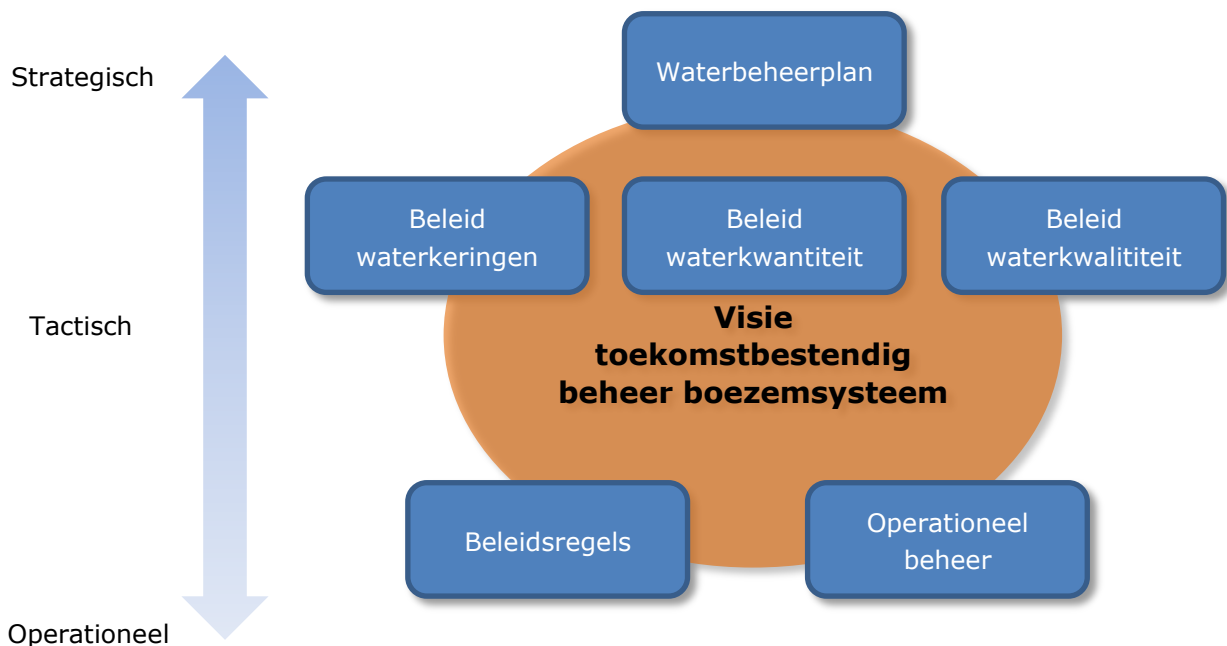 Strategisch
Waterbeheerplan
Beleid
waterkeringen
Beleid
waterkwantiteit
Beleid
waterkwalititeit
Tactisch
Visie
toekomstbestendig
beheer boezemsysteem
Beleidsregels
Operationeel
beheer
Operationeel